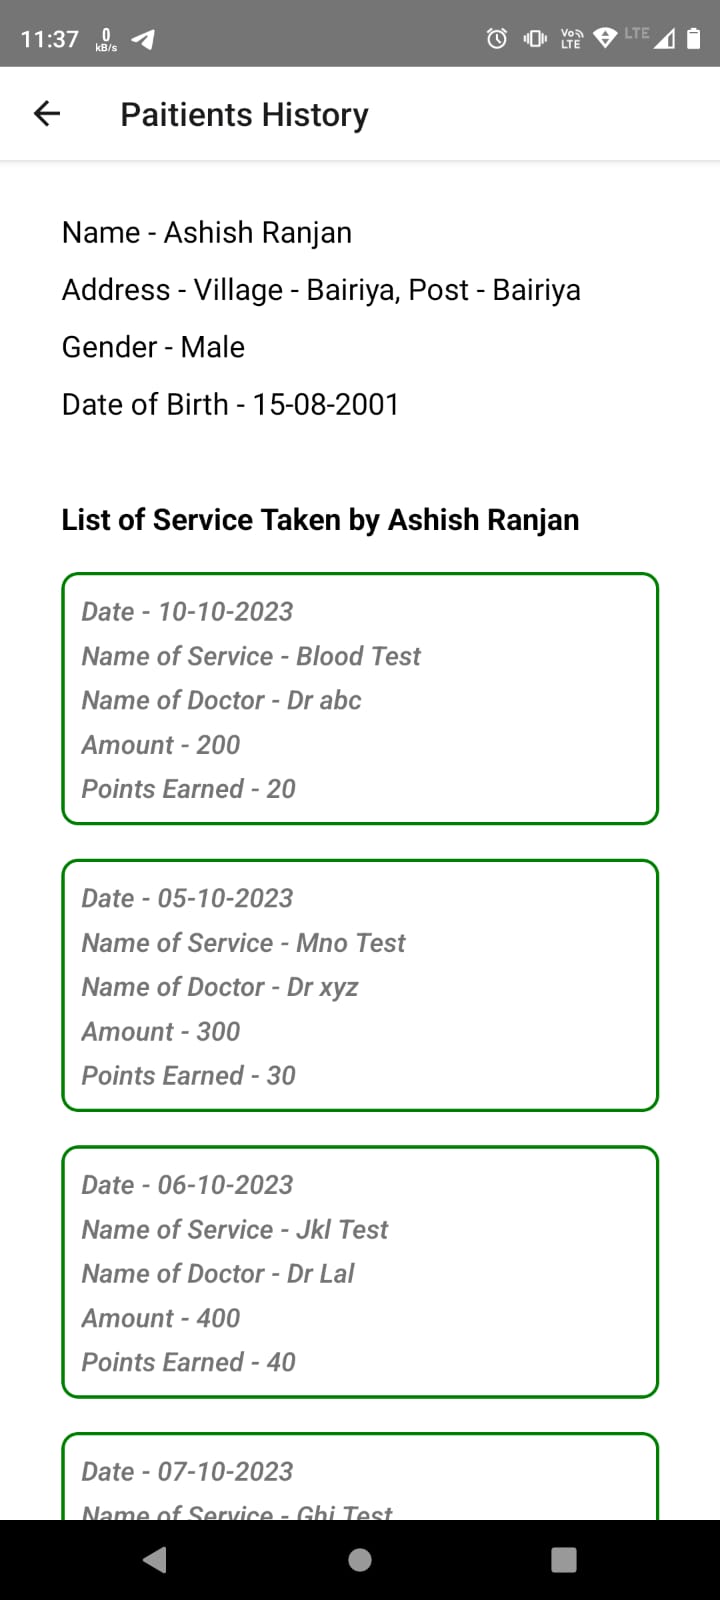 11:37 0 kB/s Vo) LTE LTE
Paitients History
Name - Ashish Ranjan
Address - Village - Bairiya, Post - Bairiya
Gender - Male
Date of Birth - 15-08-2001
List of Service Taken by Ashish Ranjan
Date - 10-10-2023
Name of Service - Blood Test
Name of Doctor - Dr abc
Amount - 200
Points Earned - 20
Date - 05-10-2023
Name of Service - Mno Test
Name of Doctor - Dr xyz
Amount - 300
Points Earned - 30
Date - 06-10-2023
Name of Service - Jkl Test
Name of Doctor - Dr Lal
Amount - 400
Points Earned - 40
Date - 07-10-2023
Name of Service - Ghi Test